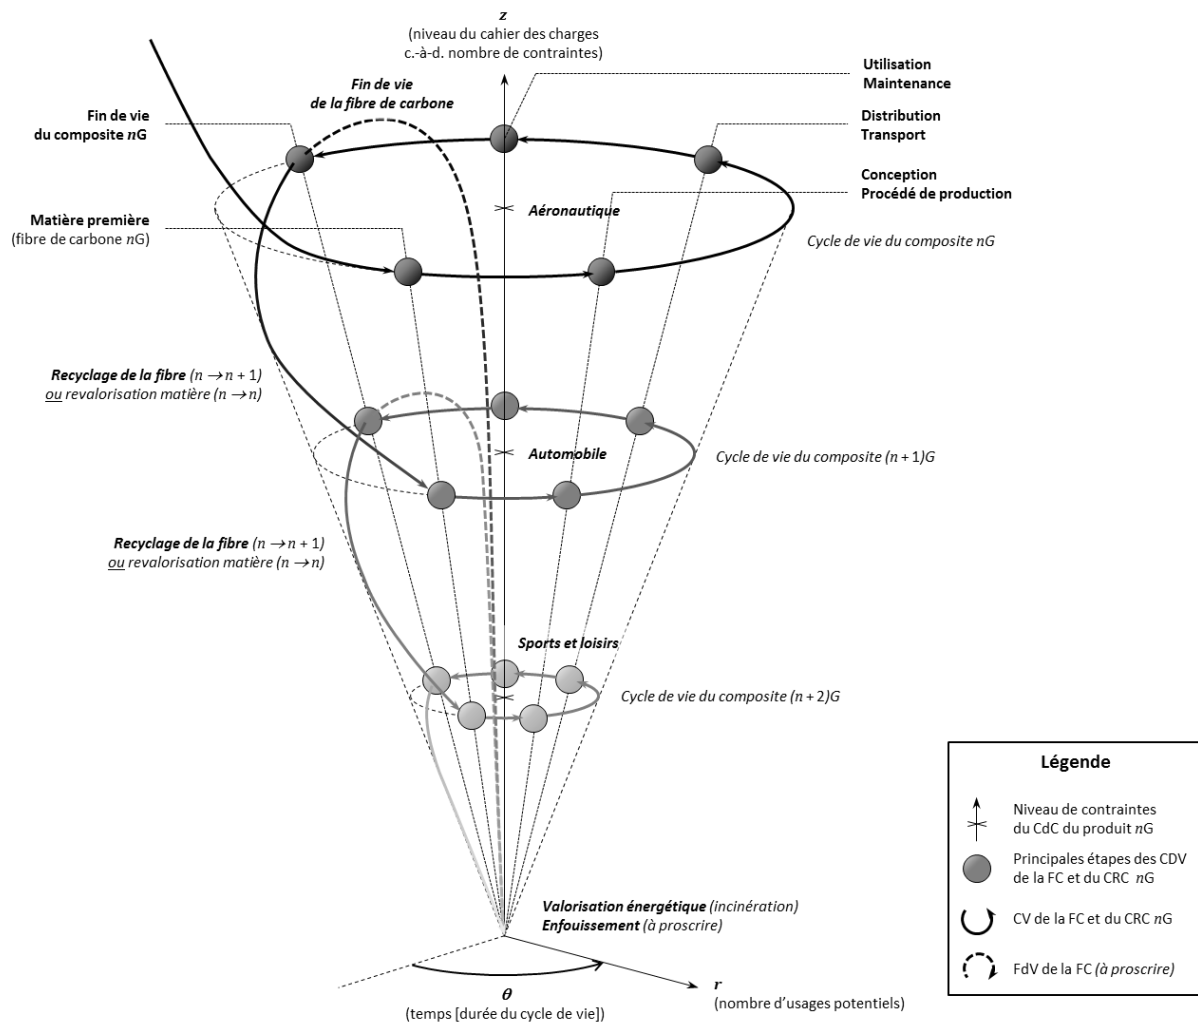 z
(niveau du cahier des charges
c.-à-d. nombre de contraintes)
Utilisation
Maintenance
Fin de vie
de la fibre de carbone
Fin de vie
du composite nG
Distribution
Transport
Conception
Procédé de production
Aéronautique
Matière première
(fibre de carbone nG)
Cycle de vie du composite nG
Recyclage de la fibre (n → n + 1)
ou revalorisation matière (n → n)
Automobile
Cycle de vie du composite (n + 1)G
Recyclage de la fibre (n → n + 1)
ou revalorisation matière (n → n)
Sports et loisirs
Cycle de vie du composite (n + 2)G
Valorisation énergétique (incinération)
Enfouissement (à proscrire)
θ
(temps [durée du cycle de vie])
r
(nombre d'usages potentiels)
Légende
Niveau de contraintes
du CdC du produit nG
Principales étapes des CDV
de la FC et du CRC nG
CV de la FC et du CRC nG
FdV de la FC (à proscrire)